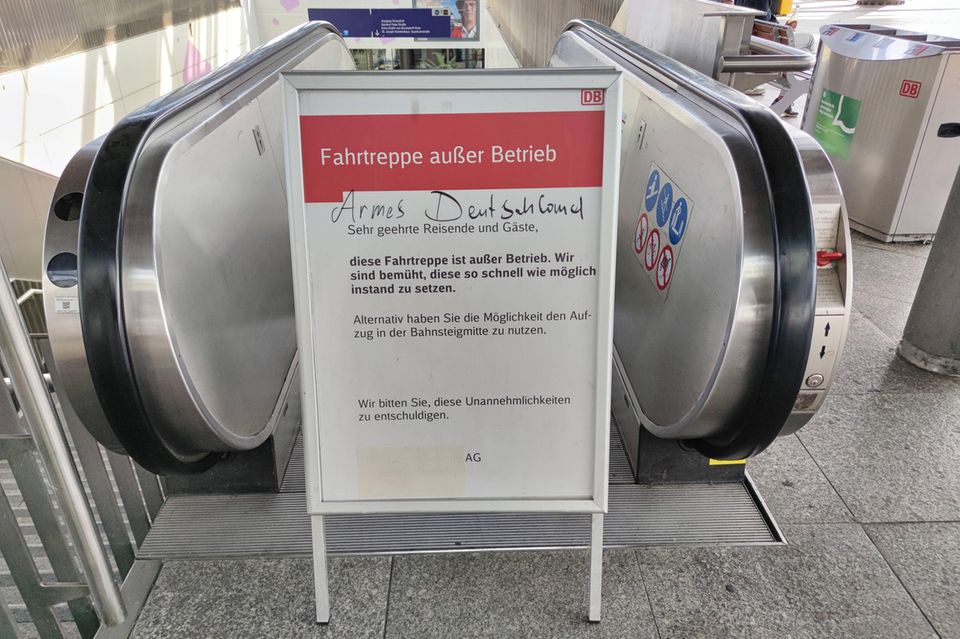 DB
Fahrtreppe außer Betrieb
Armes Deutschland
Sehr geehrte Reisende und Gäste,
diese Fahrtreppe ist außer Betrieb. Wir
sind bemüht, diese so schnell wie möglich
instand zu setzen.
Alternativ haben Sie die Möglichkeit den Auf-
zug in der Bahnsteigmitte zu nutzen.
Wir bitten Sie, diese Unannehmlichkeiten
zu entschuldigen.
AG
DB